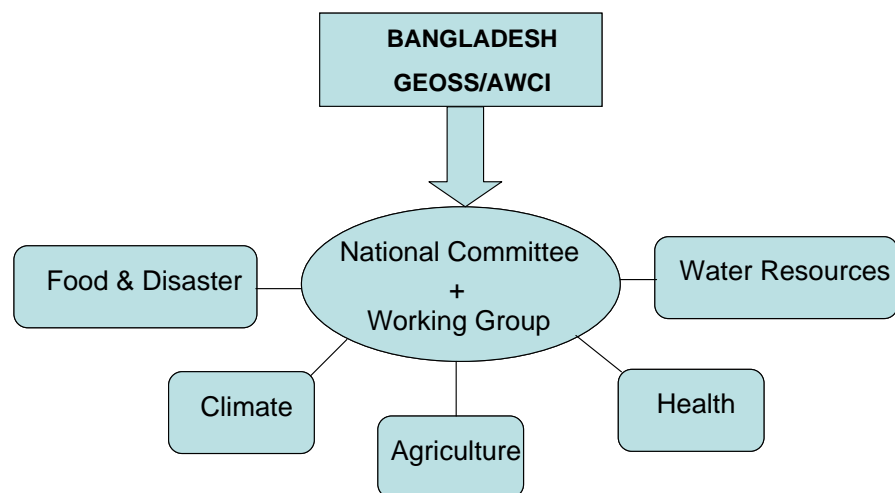 BANGLADESH
GEOSS/AWCI
National Committee
+
Working Group
Food & Disaster
Water Resources
Climate
Health
Agriculture